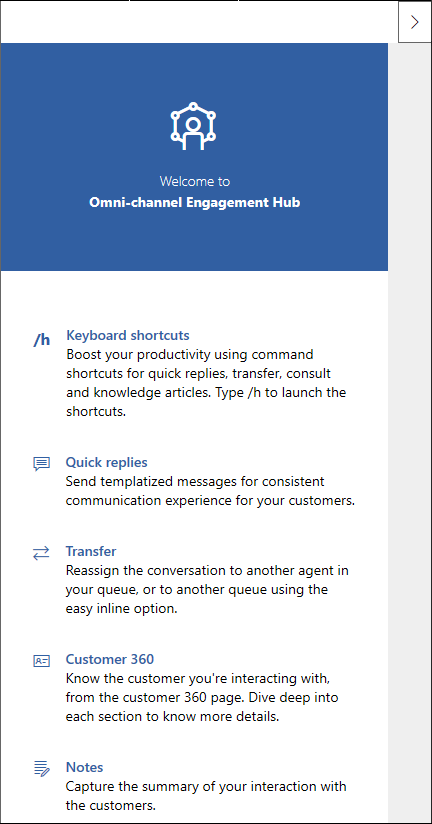 Welcome to
Omni-channel Engagement Hub
/h
Keyboard shortcuts
Boost your productivity using command
shortcuts for quick replies, transfer, consult
and knowledge articles. Type /h to launch the
shortcuts.
Quick replies
Send templatized messages for consistent
communication experience for your customers.
Transfer
Reassign the conversation to another agent in
your queue, or to another queue using the
easy inline option.
Customer 360
Know the customer you're interacting with,
from the customer 360 page. Dive deep into
each section to know more details.
Notes
Capture the summary of your interaction with
the customers.